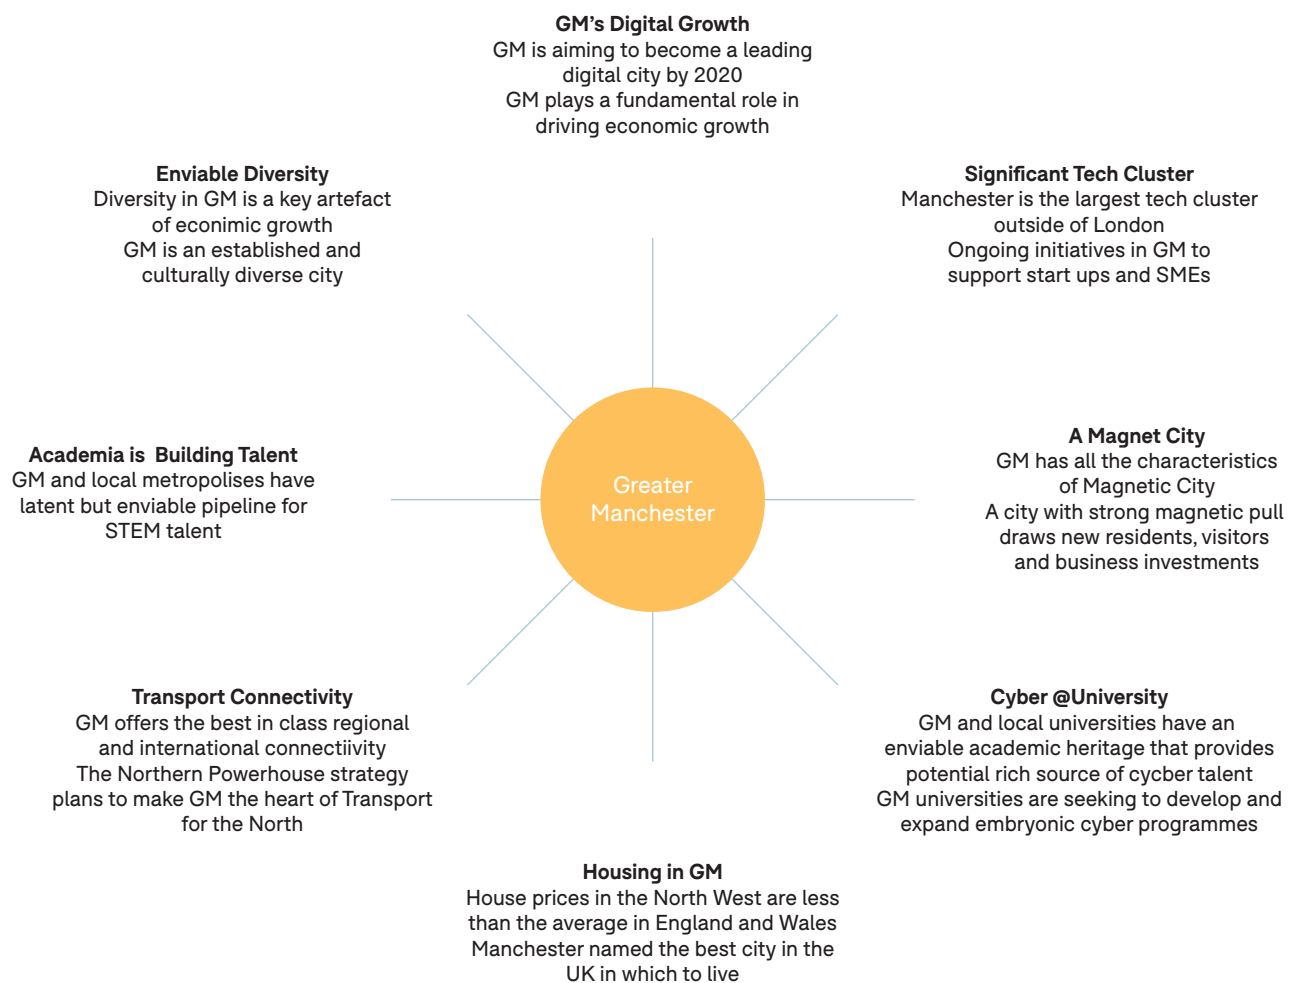 GM's Digital Growth
GM is aiming to become a leading
digital city by 2020
GM plays a fundamental role in
driving economic growth
Enviable Diversity
Diversity in GM is a key artefact
of econimic growth
GM is an established and
culturally diverse city
Significant Tech Cluster
Manchester is the largest tech cluster
outside of London
Ongoing initiatives in GM to
support start ups and SMEs
Academia is  Building Talent
GM and local metropolises have
latent but enviable pipeline for
STEM talent
Greater
Manchester
A Magnet City
GM has all the characteristics
of Magnetic City
A city with strong magnetic pull
draws new residents, visitors
and business investments
Transport Connectivity
GM offers the best in class regional
and international connectiivity
The Northern Powerhouse strategy
plans to make GM the heart of Transport
for the North
Cyber @University
GM and local universities have an
enviable academic heritage that provides
potential rich source of cycber talent
GM universities are seeking to develop and
expand embryonic cyber programmes
Housing in GM
House prices in the North West are less
than the average in England and Wales
Manchester named the best city in the
UK in which to live